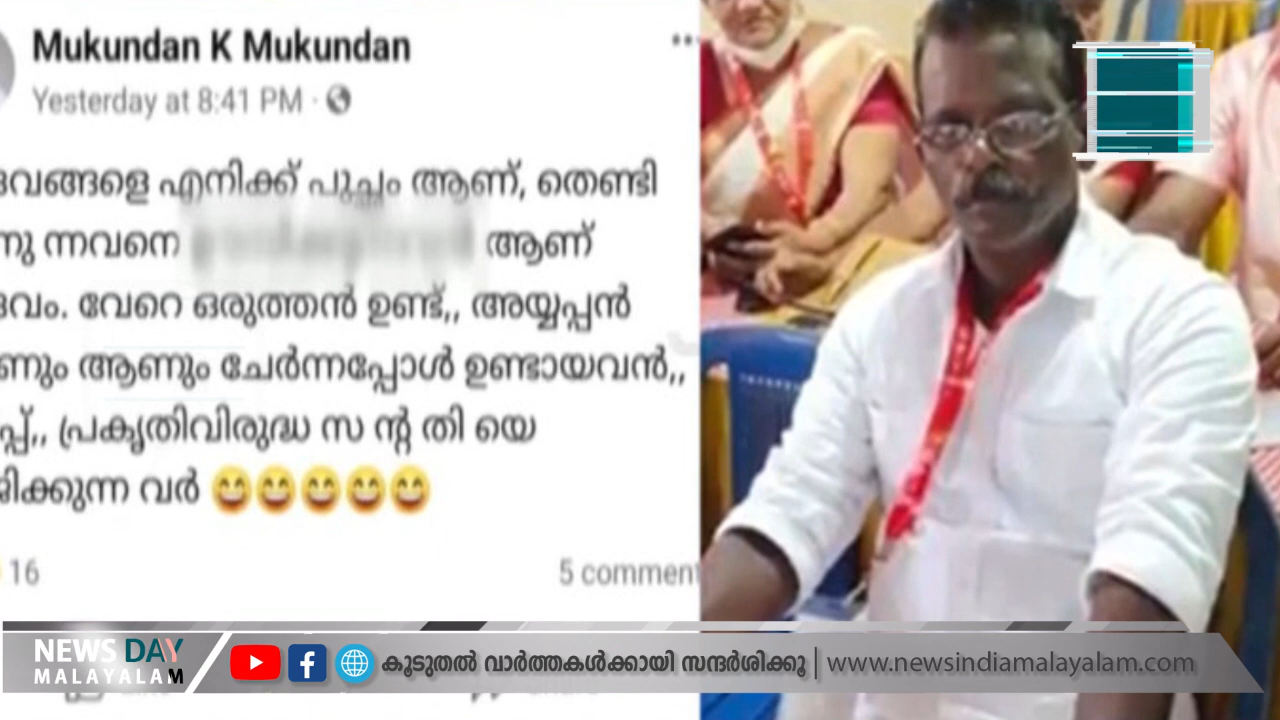 Mukundan K Mukundan
Yesterday at 8:41 PM
എനിക്ക് പുച്ഛം ആണ്, തെണ്ടി
ന്നവനെ ആണ്
വേറെ ഒരുത്തൻ ഉണ്ട്,, അയ്യപ്പൻ
ആണും ചേർന്നപ്പോൾ ഉണ്ടായവൻ,,
പ്രകൃതിവിരുദ്ധ സ ന്റ തി യെ
വർ 😄😄😄😄😄
16
5 comment
NEWS DAY
MALAYALAM
കൂടുതൽ വാർത്തകൾക്കായി സന്ദർശിക്കൂ | www.newsindiamalayalam.com